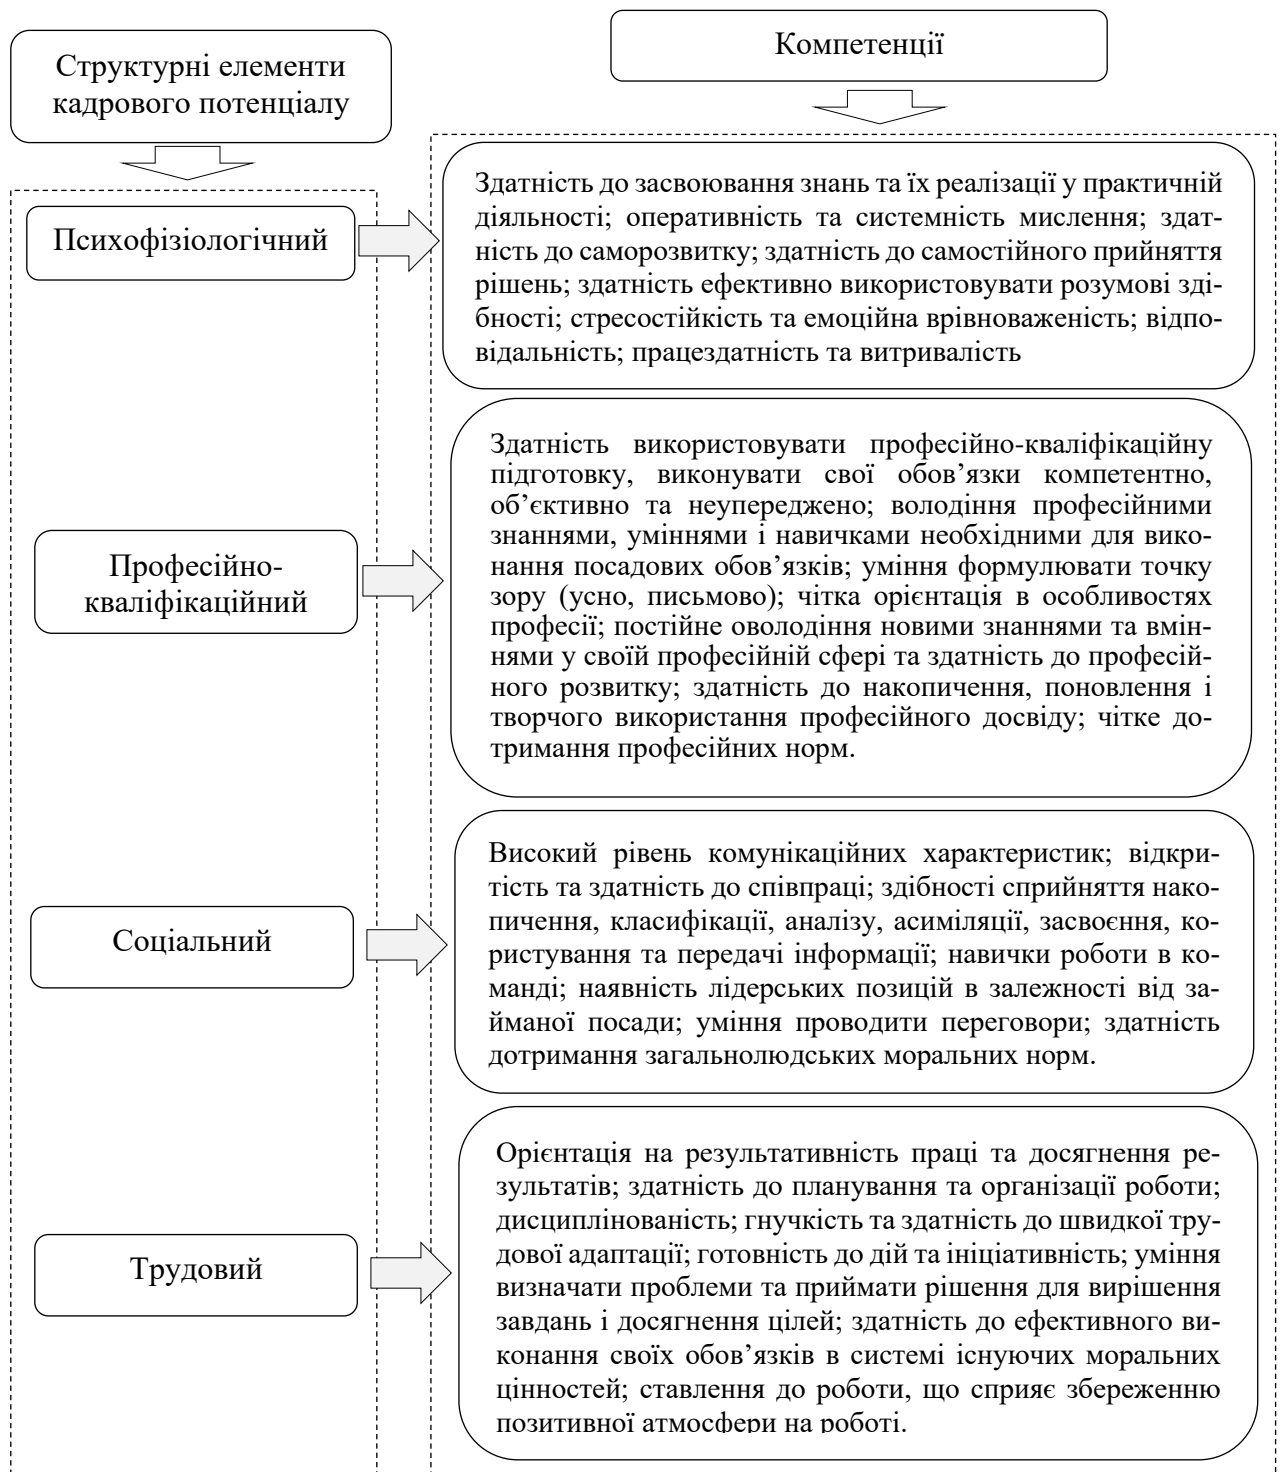 Структурні елементи
кадрового потенціалу
Компетенції
Психофізіологічний
Здатність до засвоювання знань та їх реалізації у практичній
діяльності; оперативність та системність мислення; здат-
ність до саморозвитку; здатність до самостійного прийняття
рішень; здатність ефективно використовувати розумові зді-
бності; стресостійкість та емоційна врівноваженість; відпо-
відальність; працездатність та витривалість
Професійно-
кваліфікаційний
Здатність використовувати професійно-кваліфікаційну
підготовку, виконувати свої обов’язки компетентно,
об’єктивно та неупереджено; володіння професійними
знаннями, уміннями і навичками необхідними для вико-
нання посадових обов’язків; уміння формулювати точку
зору (усно, письмово); чітка орієнтація в особливостях
професії; постійне оволодіння новими знаннями та вмін-
нями у своїй професійній сфері та здатність до професій-
ного розвитку; здатність до накопичення, поновлення і
творчого використання професійного досвіду; чітке до-
тримання професійних норм.
Соціальний
Високий рівень комунікаційних характеристик; відкри-
тість та здатність до співпраці; здібності сприйняття нако-
пичення, класифікації, аналізу, асиміляції, засвоєння, ко-
ристування та передачі інформації; навички роботи в ко-
манді; наявність лідерських позицій в залежності від за-
йманої посади; уміння проводити переговори; здатність
дотримання загальнолюдських моральних норм.
Трудовий
Орієнтація на результативність праці та досягнення ре-
зультатів; здатність до планування та організації роботи;
дисциплінованість; гнучкість та здатність до швидкої тру-
дової адаптації; готовність до дій та ініціативність; уміння
визначати проблеми та приймати рішення для вирішення
завдань і досягнення цілей; здатність до ефективного ви-
конання своїх обов’язків в системі існуючих моральних
цінностей; ставлення до роботи, що сприяє збереженню
позитивної атмосфери на роботі.